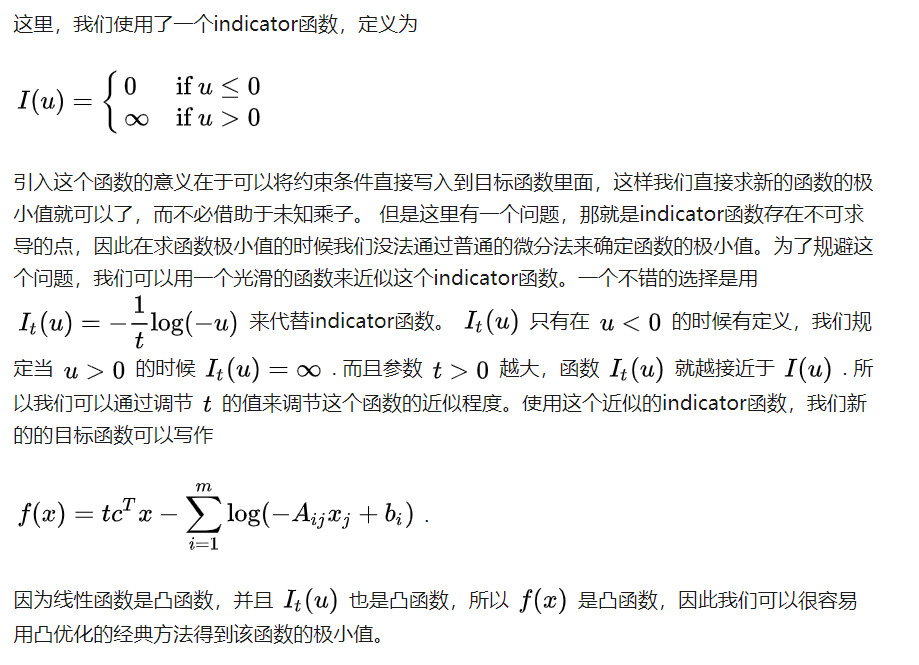 这里，我们使用了一个indicator函数，定义为
I(u) = { 0 if u ≤ 0
∞ if u > 0
引入这个函数的意义在于可以将约束条件直接写入到目标函数里面，这样我们直接求新的函数的极
小值就可以了，而不必借助于未知乘子。 但是这里有一个问题，那就是indicator函数存在不可求
导的点，因此在求函数极小值的时候我们没法通过普通的微分法来确定函数的极小值。为了规避这
个问题，我们可以用一个光滑的函数来近似这个indicator函数。一个不错的选择是用
I_t(u) = −\frac{1}{t}log(−u) 来代替indicator函数。 I_t(u) 只有在 u < 0 的时候有定义，我们规
定当 u > 0 的时候 I_t(u) = ∞ . 而且参数 t > 0 越大，函数 I_t(u) 就越接近于 I(u) . 所
以我们可以通过调节 t 的值来调节这个函数的近似程度。使用这个近似的indicator函数，我们新
的的目标函数可以写作
f(x) = tc^T x − \sum_{i=1}^{m} log(−A_{ij}x_j + b_i) .
因为线性函数是凸函数，并且 I_t(u) 也是凸函数，所以 f(x) 是凸函数，因此我们可以很容易
用凸优化的经典方法得到该函数的极小值。